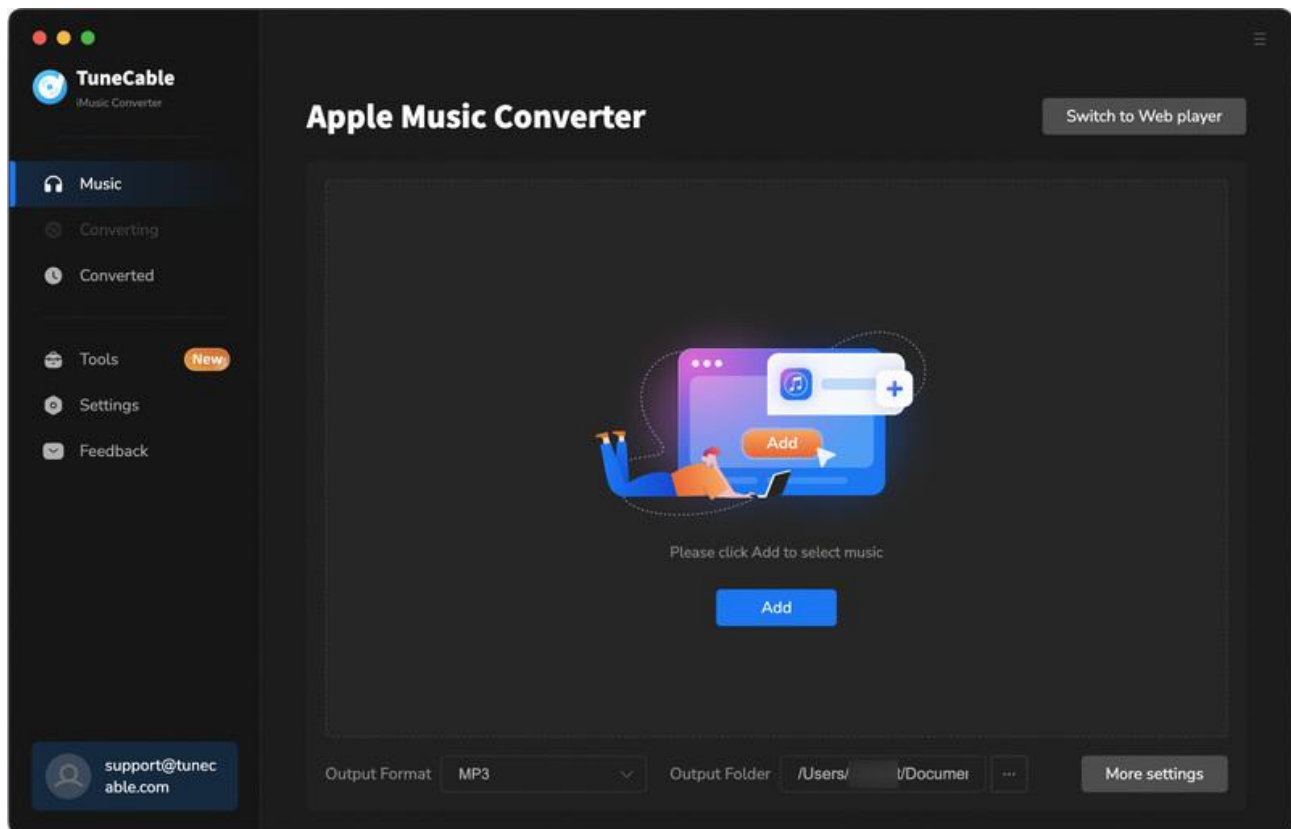 TuneCable
iMusic Converter
Apple Music Converter
Switch to Web player
Music
Converting
Converted
Tools
New
Settings
Feedback
Add
Please click Add to select music
Add
support@tunec
able.com
Output Format
MP3
Output Folder
/Users/ t/Documen
...
More settings